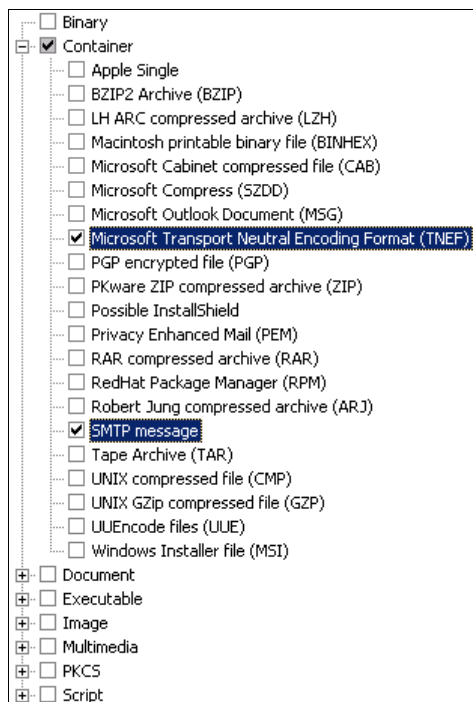 Binary
Container
Apple Single
BZIP2 Archive (BZIP)
LH ARC compressed archive (LZH)
Macintosh printable binary file (BINHEX)
Microsoft Cabinet compressed file (CAB)
Microsoft Compress (SZDD)
Microsoft Outlook Document (MSG)
Microsoft Transport Neutral Encoding Format (TNEF)
PGP encrypted file (PGP)
PKware ZIP compressed archive (ZIP)
Possible InstallShield
Privacy Enhanced Mail (PEM)
RAR compressed archive (RAR)
RedHat Package Manager (RPM)
Robert Jung compressed archive (ARJ)
SMTP message
Tape Archive (TAR)
UNIX compressed file (CMP)
UNIX GZip compressed file (GZP)
UUEncode files (UUE)
Windows Installer file (MSI)
Document
Executable
Image
Multimedia
PKCS
Script